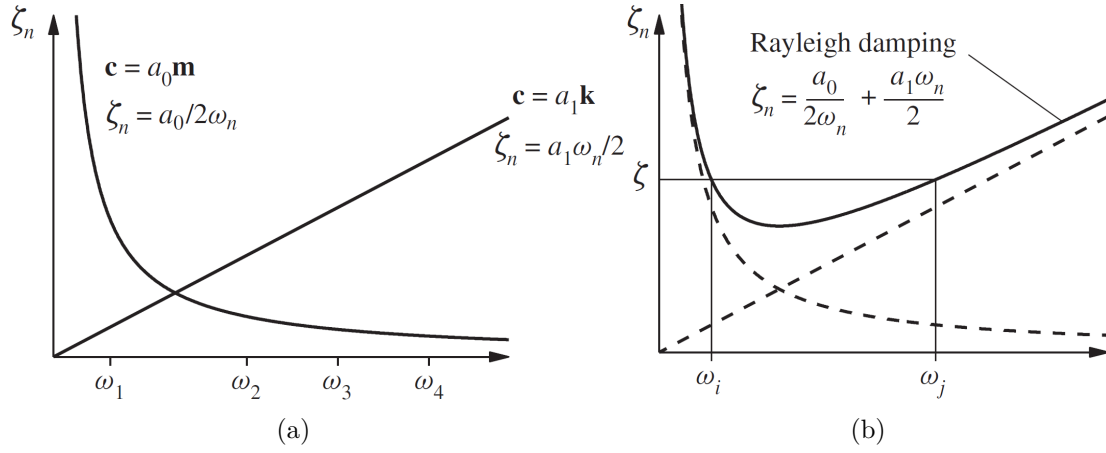 ζₙ
c = a₀m
ζₙ = a₀/2ωₙ
c = a₁k
ζₙ = a₁ωₙ/2
ω₁ ω₂ ω₃ ω₄
(a)
ζₙ
Rayleigh damping
ζₙ = a₀/2ωₙ + a₁ωₙ/2
ζ
ωᵢ ωⱼ
(b)